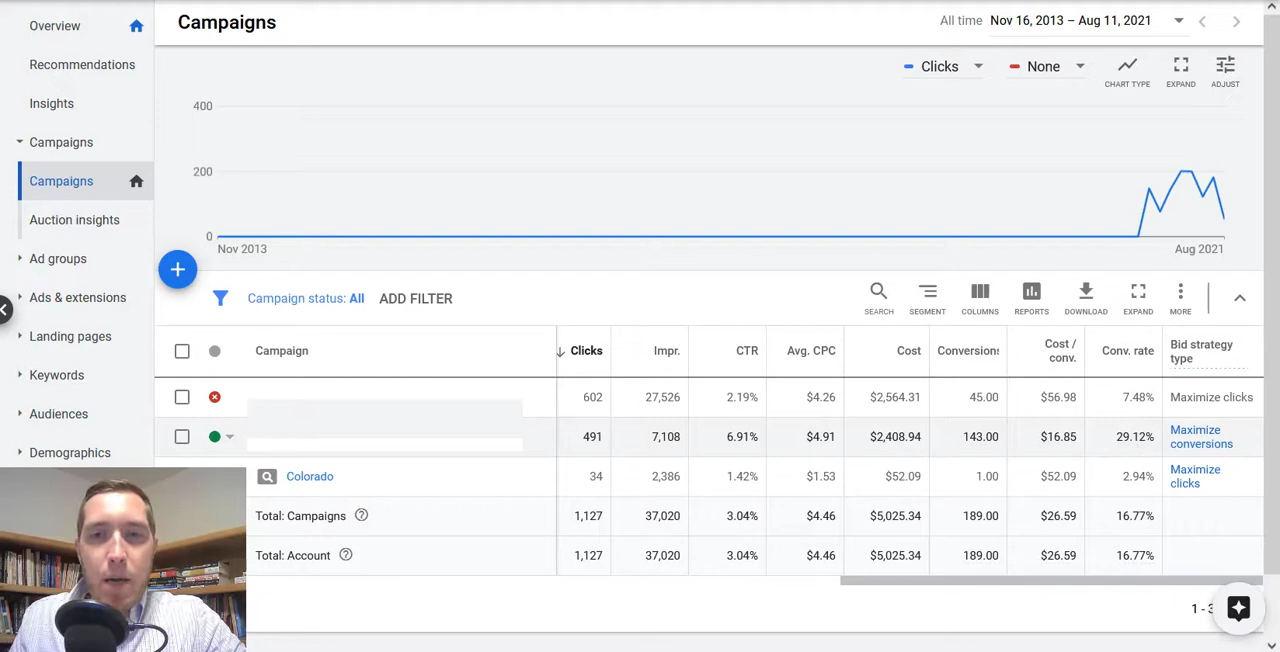 Overview
Recommendations
Insights
Campaigns
Campaigns
Auction insights
Ad groups
Ads & extensions
Landing pages
Keywords
Audiences
Demographics
Campaigns
All time Nov 16, 2013 – Aug 11, 2021
Clicks None
CHART TYPE EXPAND ADJUST
400
200
0
Nov 2013 Aug 2021
Campaign status: All ADD FILTER
SEARCH SEGMENT COLUMNS REPORTS DOWNLOAD EXPAND MORE
Campaign Clicks Impr. CTR Avg. CPC Cost Conversions Cost / conv. Conv. rate Bid strategy type
602 27,526 2.19% $4.26 $2,564.31 45.00 $56.98 7.48% Maximize clicks
491 7,108 6.91% $4.91 $2,408.94 143.00 $16.85 29.12% Maximize conversions
Colorado 34 2,386 1.42% $1.53 $52.09 1.00 $52.09 2.94% Maximize clicks
Total: Campaigns 1,127 37,020 3.04% $4.46 $5,025.34 189.00 $26.59 16.77%
Total: Account 1,127 37,020 3.04% $4.46 $5,025.34 189.00 $26.59 16.77%